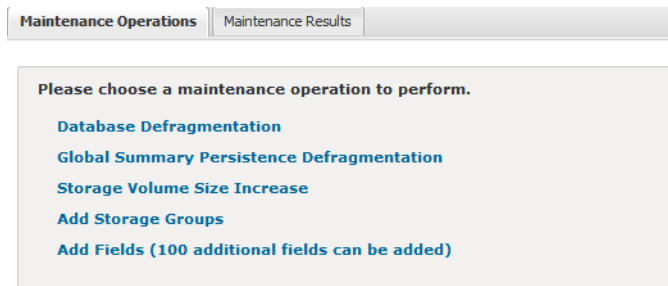 Maintenance Operations Maintenance Results
Please choose a maintenance operation to perform.
Database Defragmentation
Global Summary Persistence Defragmentation
Storage Volume Size Increase
Add Storage Groups
Add Fields (100 additional fields can be added)